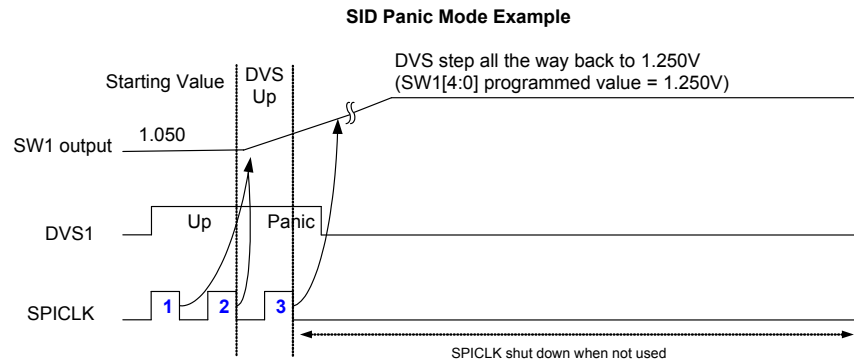 SID Panic Mode Example
DVS step all the way back to 1.250V
(SW1[4:0] programmed value = 1.250V)
Starting Value
DVS
Up
1.050
SW1 output
Up
Panic
DVS1
1
2
3
SPICLK
SPICLK shut down when not used